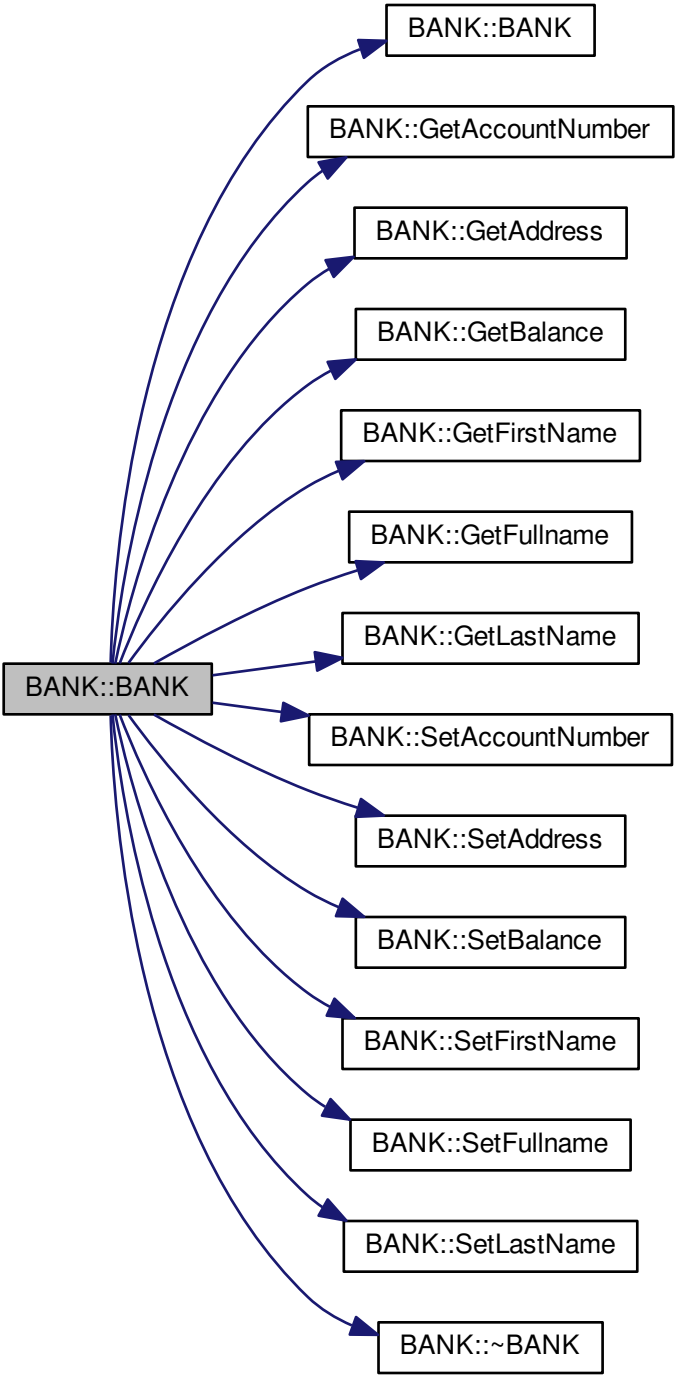 BANK::BANK
BANK::GetAccountNumber
BANK::GetAddress
BANK::GetBalance
BANK::GetFirstName
BANK::GetFullname
BANK::GetLastName
BANK::BANK
BANK::SetAccountNumber
BANK::SetAddress
BANK::SetBalance
BANK::SetFirstName
BANK::SetFullname
BANK::SetLastName
BANK::~BANK